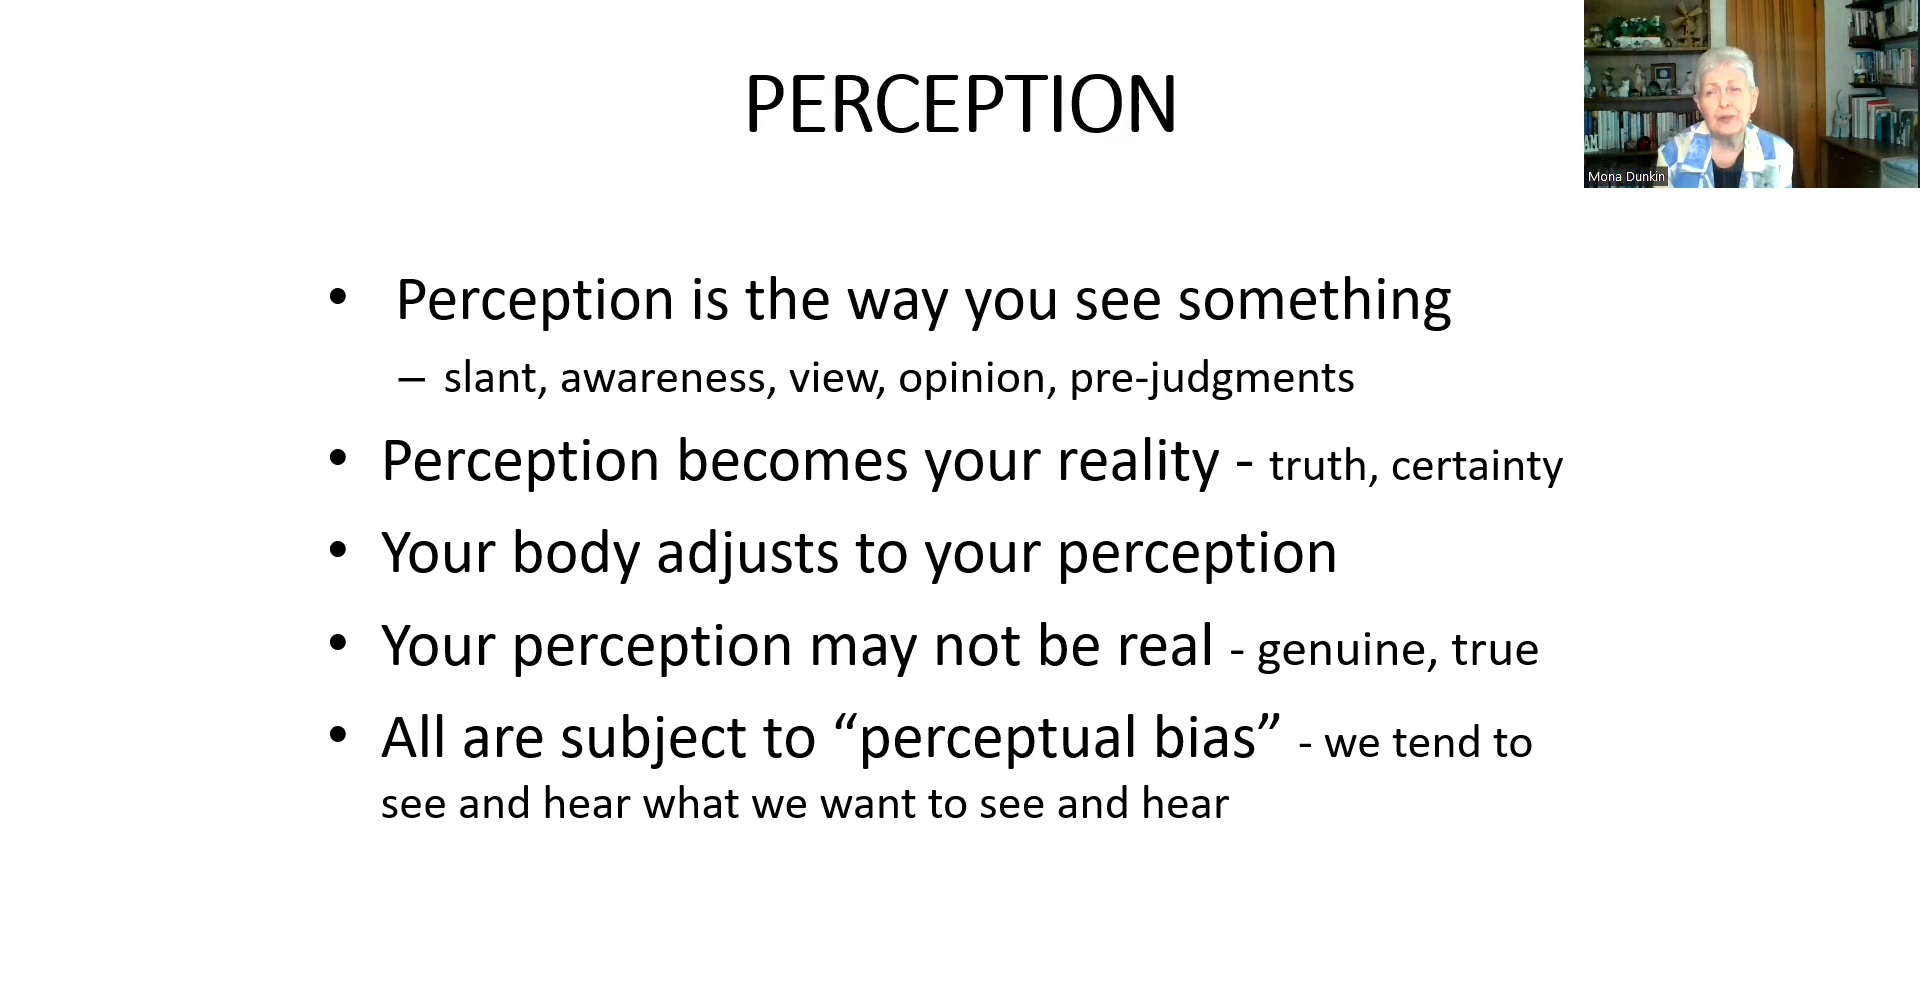 PERCEPTION
Mona Dunkin
• Perception is the way you see something
– slant, awareness, view, opinion, pre-judgments
• Perception becomes your reality - truth, certainty
• Your body adjusts to your perception
• Your perception may not be real - genuine, true
• All are subject to “perceptual bias” - we tend to
see and hear what we want to see and hear